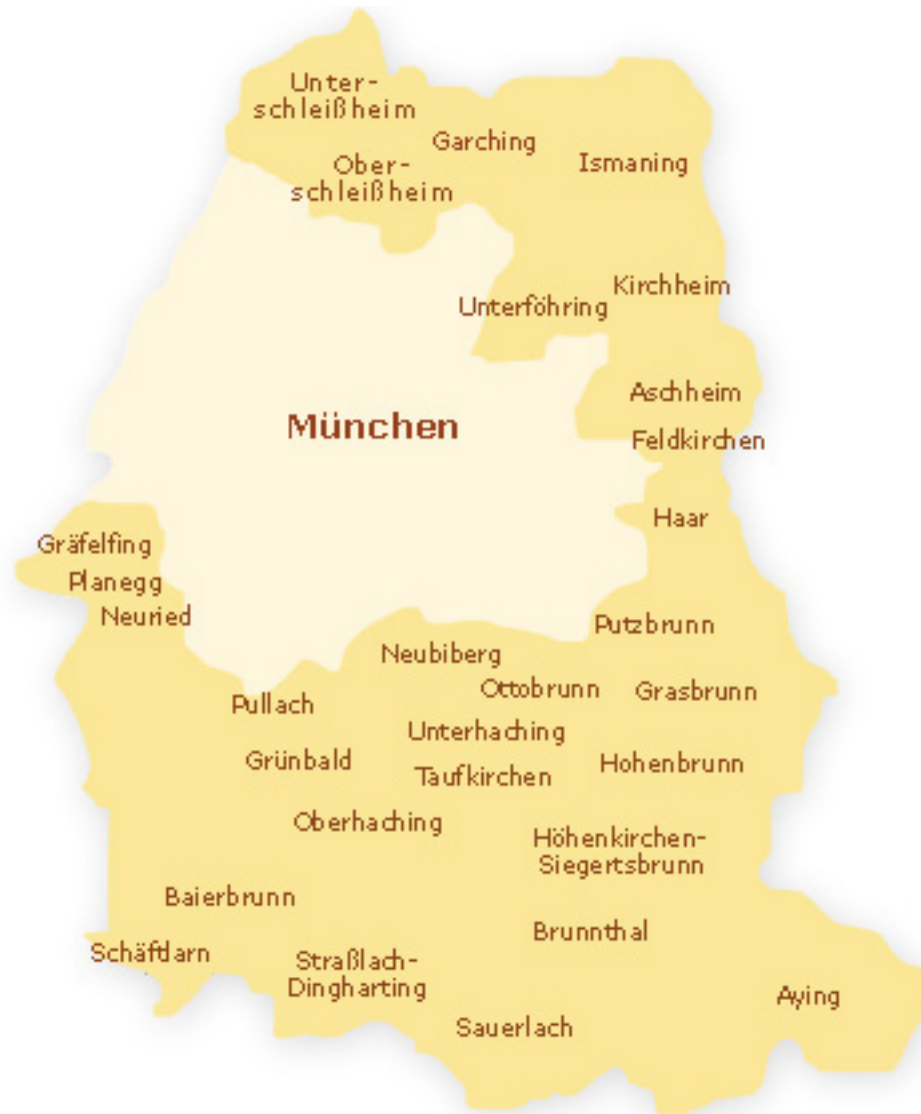 Unter-
schleißheim
Garching
Ober-
schleißheim
Ismaning
Kirchheim
Unterföhring
Aschheim
München
Feldkirchen
Haar
Gräfelfing
Planegg
Neuried
Putzbrunn
Neubiberg
Ottobrunn
Grasbrunn
Pullach
Unterhaching
Grünbald
Hohenbrunn
Taufkirchen
Oberhaching
Höhenkirchen-
Siegertsbrunn
Baierbrunn
Brunnthal
Schäftlarn
Straßlach-
Dingharting
Aying
Sauerlach